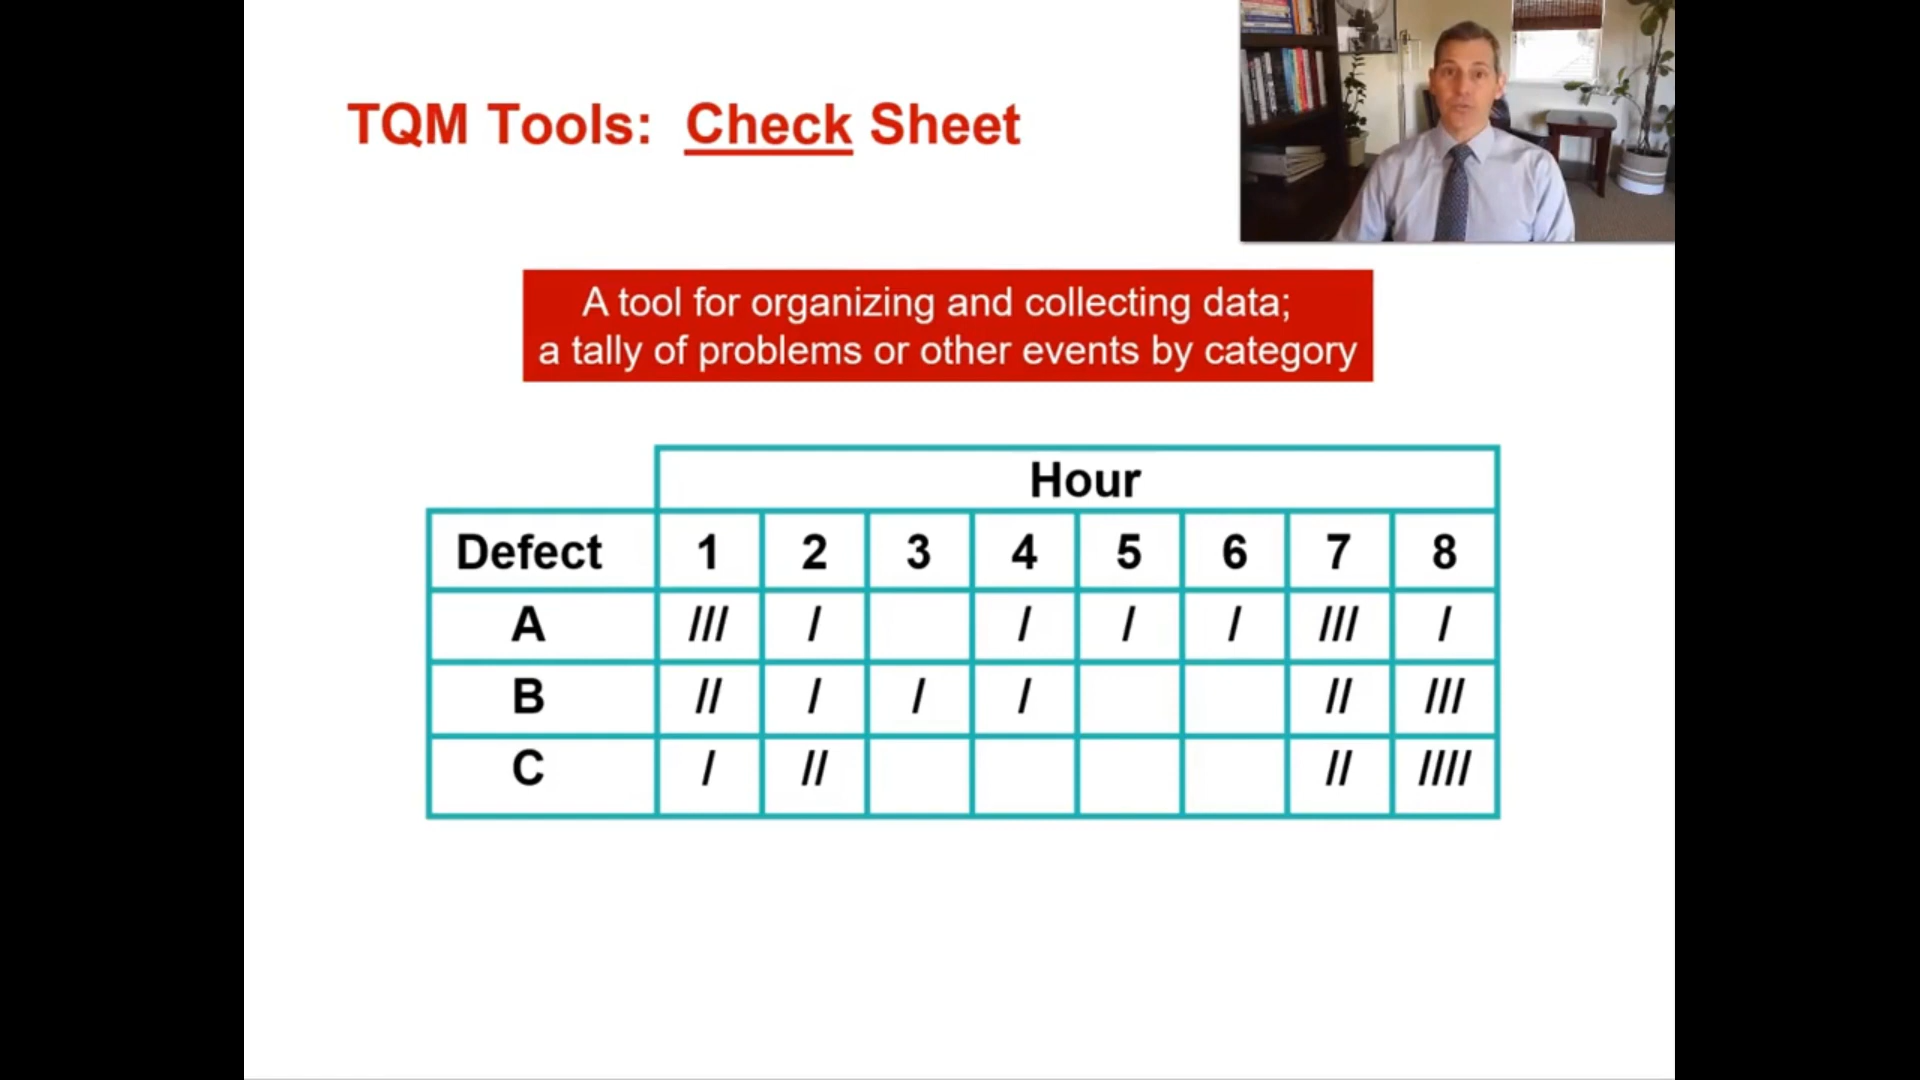 TQM Tools: Check Sheet
A tool for organizing and collecting data;
a tally of problems or other events by category
Hour
Defect 1 2 3 4 5 6 7 8
A /// / / / / /// /
B // / / / // ///
C / // // ////